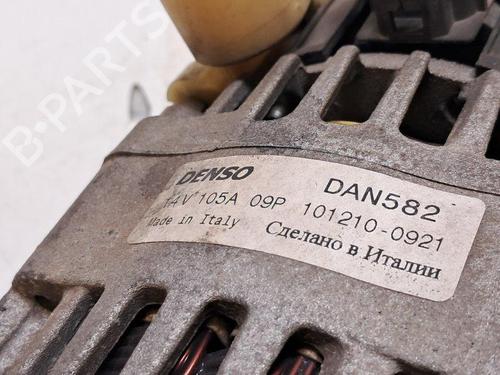 DENSO DAN582
14V 105A 09P 101210-0921
Made in Italy Сделано в Италии
B-PARTS